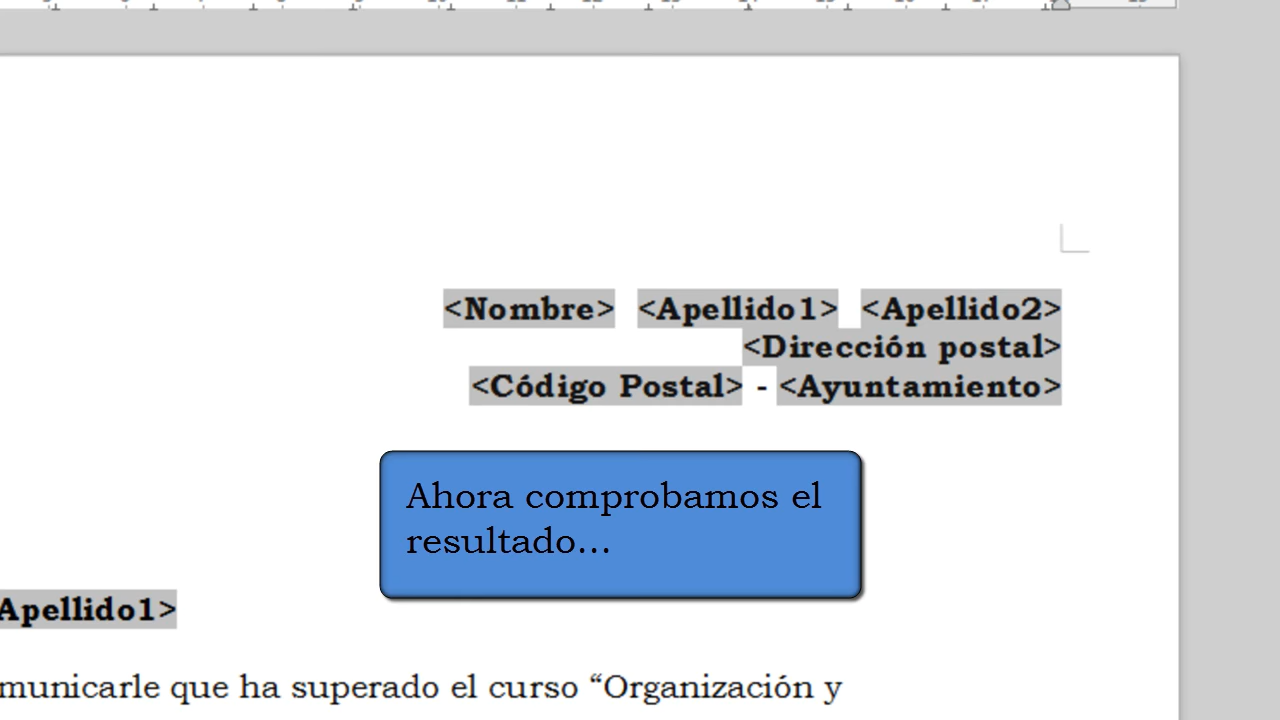 <Nombre> <Apellido1> <Apellido2>
<Dirección postal>
<Código Postal> - <Ayuntamiento>
Ahora comprobamos el
resultado...
Apellido1>
municarle que ha superado el curso “Organización y